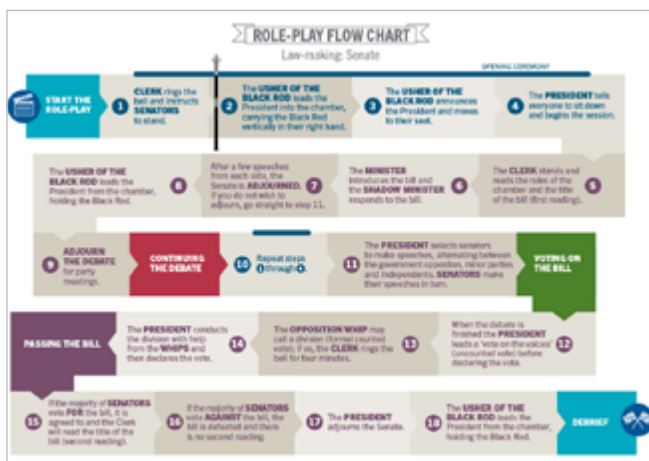 ROLE-PLAY FLOW CHART
Law-making: Senate
OPENING CEREMONY
START THE
ROLE-PLAY
1
CLERK rings the
bell and instructs
SENATORS
to stand.
2
The USHER OF THE
BLACK ROD leads the
President into the chamber,
carrying the Black Rod
vertically in their right hand.
3
The USHER OF THE
BLACK ROD announces
the President and moves
to their seat.
4
The PRESIDENT tells
everyone to sit down
and begins the session.
5
The CLERK stands and
reads the rules of the
chamber and the title
of the bill (first reading).
6
The MINISTER
introduces the bill and
the SHADOW MINISTER
responds to the bill.
7
After a few speeches
from each side, the
Senate is ADJOURNED.
If you do not wish to
adjourn, go straight to step 11.
8
The USHER OF THE
BLACK ROD leads the
President from the chamber,
holding the Black Rod.
9
ADJOURN
THE DEBATE
for party
meetings.
CONTINUING
THE DEBATE
10
Repeat steps
1 through 4.
11
The PRESIDENT selects senators
to make speeches, alternating between
the government opposition, minor parties
and independents. SENATORS make
their speeches in turn.
VOTING ON
THE BILL
12
When the debate is
finished the PRESIDENT
leads a 'vote on the voices'
(uncounted vote) before
declaring the vote.
13
The OPPOSITION WHIP may
call a division (formal counted
vote); if so, the CLERK rings the
bell for four minutes.
14
The PRESIDENT conducts
the division with help
from the WHIPS and
then declares the vote.
PASSING THE BILL
15
If the majority of SENATORS
vote FOR the bill, it is
agreed to and the Clerk
will read the title of the
bill (second reading).
16
If the majority of SENATORS
vote AGAINST the bill, the
bill is defeated and there
is no second reading.
17
The PRESIDENT
adjourns the Senate.
18
The USHER OF THE
BLACK ROD leads the
President from the chamber,
holding the Black Rod.
DEBRIEF